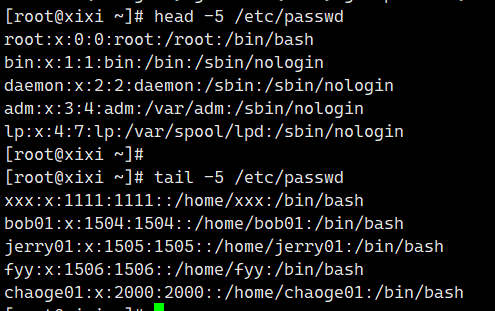 [root@xixi ~]# head -5 /etc/passwd
root:x:0:0:root:/root:/bin/bash
bin:x:1:1:bin:/bin:/sbin/nologin
daemon:x:2:2:daemon:/sbin:/sbin/nologin
adm:x:3:4:adm:/var/adm:/sbin/nologin
lp:x:4:7:lp:/var/spool/lpd:/sbin/nologin
[root@xixi ~]#
[root@xixi ~]# tail -5 /etc/passwd
xxx:x:1111:1111::/home/xxx:/bin/bash
bob01:x:1504:1504::/home/bob01:/bin/bash
jerry01:x:1505:1505::/home/jerry01:/bin/bash
fyy:x:1506:1506::/home/fyy:/bin/bash
chaoge01:x:2000:2000::/home/chaoge01:/bin/bash